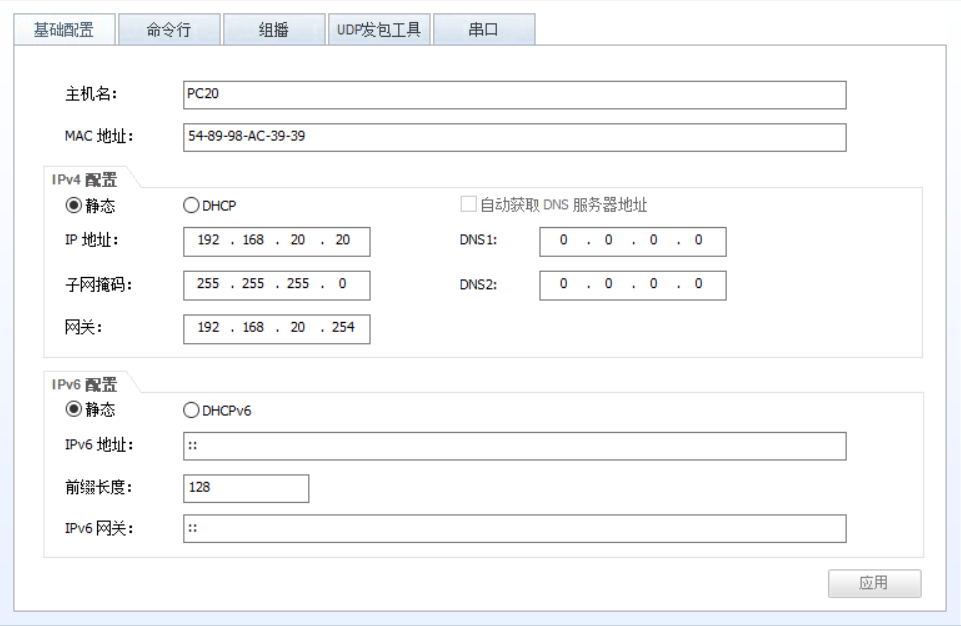 基础配置 命令行 组播 UDP发包工具 串口
主机名: PC20
MAC 地址: 54-89-98-AC-39-39
IPv4 配置
静态 DHCP 自动获取 DNS 服务器地址
IP 地址: 192 . 168 . 20 . 20 DNS1: 0 . 0 . 0 . 0
子网掩码: 255 . 255 . 255 . 0 DNS2: 0 . 0 . 0 . 0
网关: 192 . 168 . 20 . 254
IPv6 配置
静态 DHCPv6
IPv6 地址: ::
前缀长度: 128
IPv6 网关: ::
应用